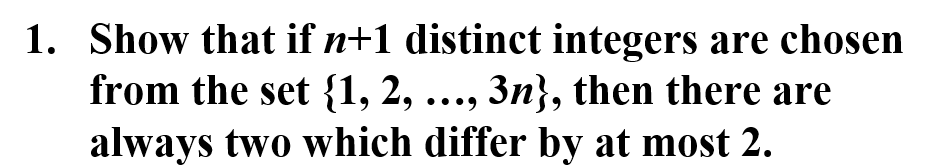 1. Show that if n+1 distinct integers are chosen
from the set {1, 2, …, 3n}, then there are
always two which differ by at most 2.